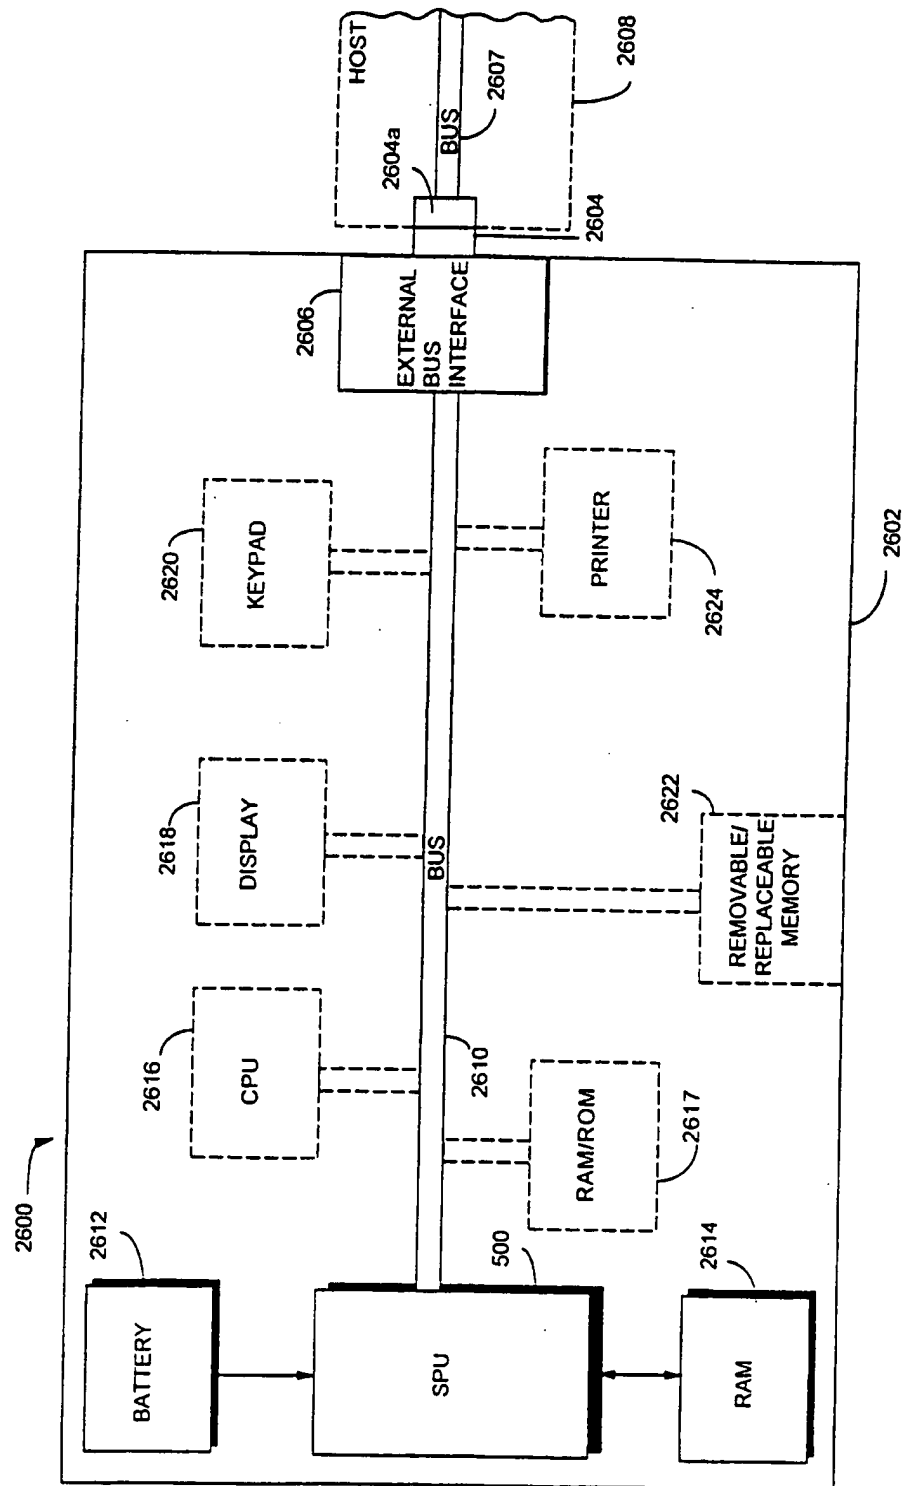 2600
BATTERY
2612
SPU
500
RAM
2614
CPU
2616
RAM/ROM
2617
2610
DISPLAY
2618
BUS
REMOVABLE/
REPLACEABLE
MEMORY
2622
KEYPAD
2620
PRINTER
2624
2602
EXTERNAL
BUS
INTERFACE
2606
2604a
2604
HOST
BUS
2607
2608